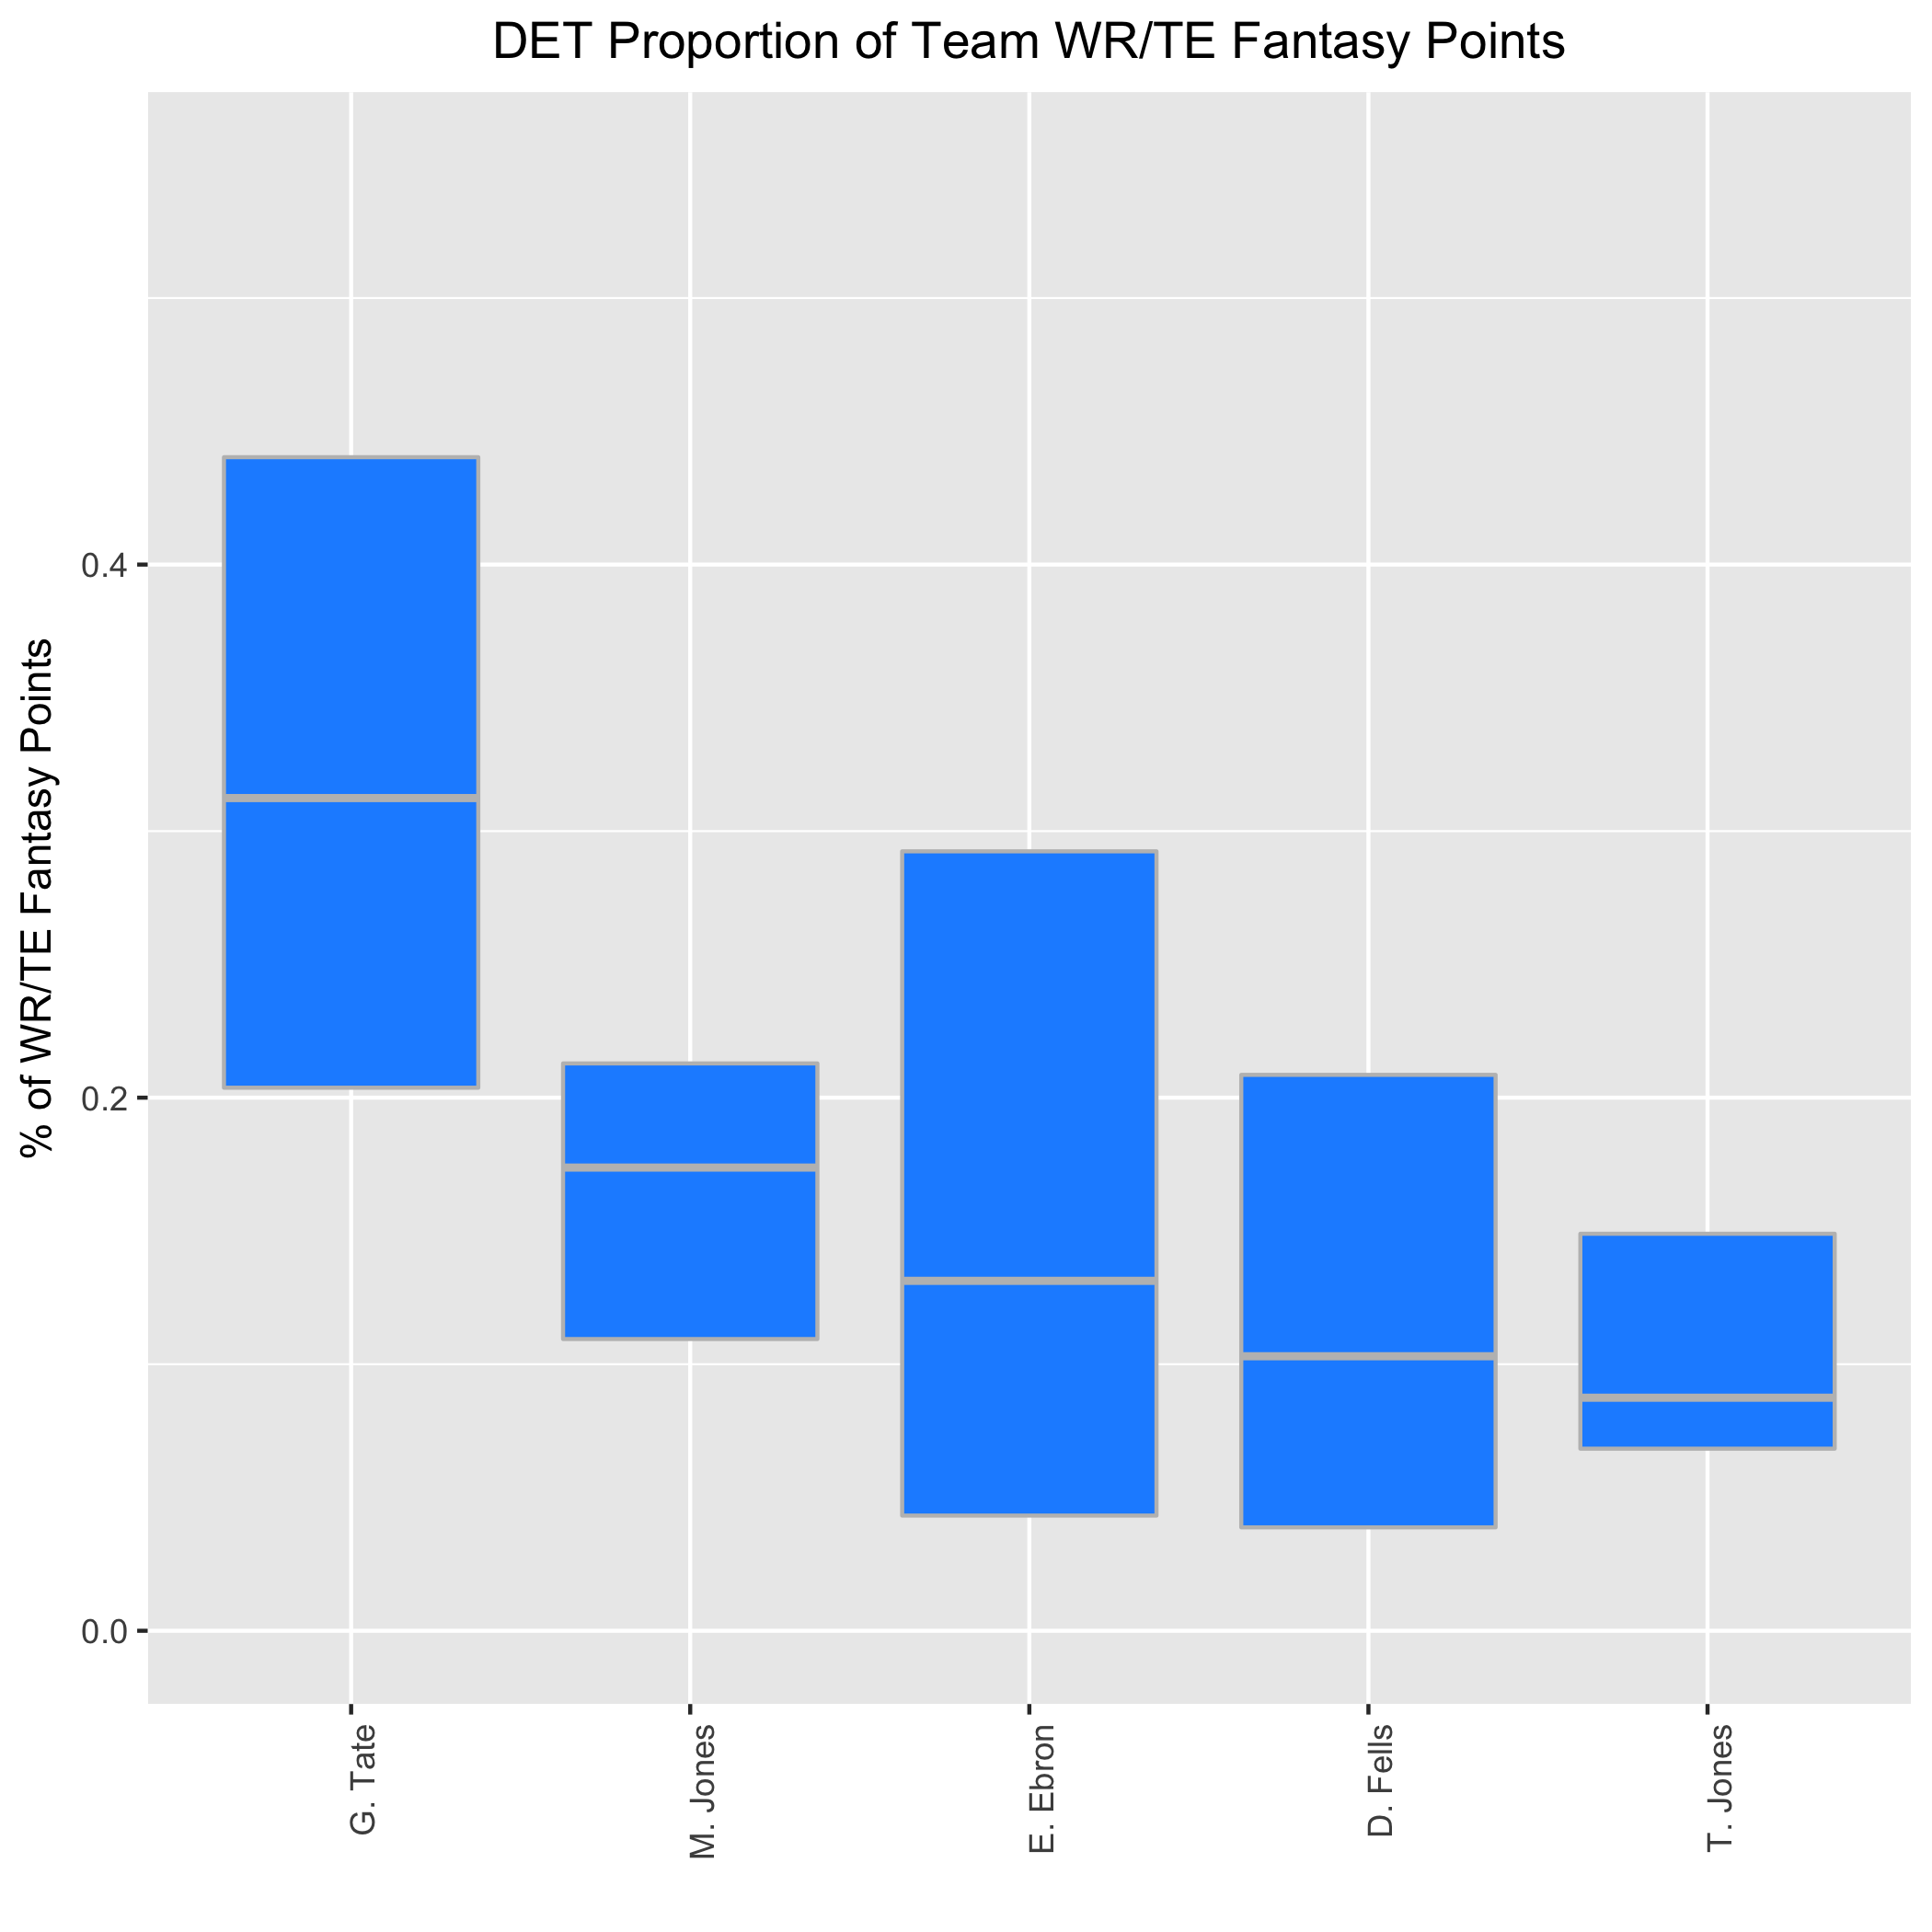 DET Proportion of Team WR/TE Fantasy Points
% of WR/TE Fantasy Points
0.4
0.2
0.0
G. Tate
M. Jones
E. Ebron
D. Fells
T. Jones